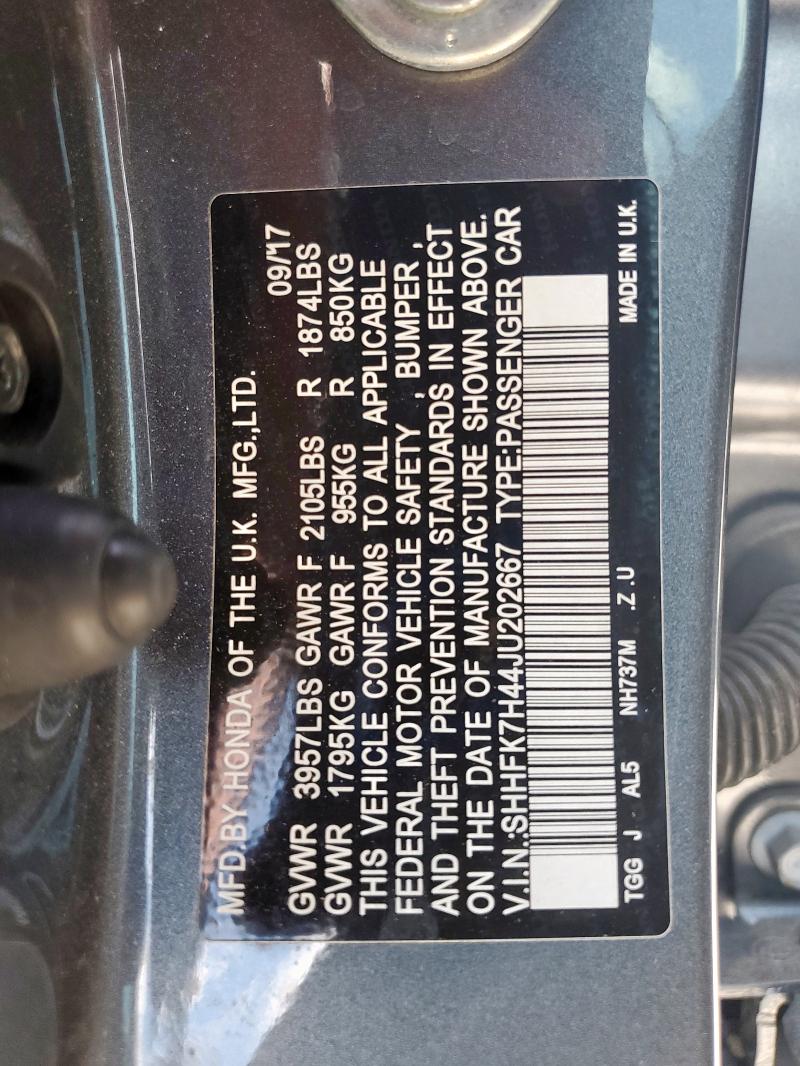 MFD.BY HONDA OF THE U.K. MFG.,LTD.
09/17
GVWR 3957LBS GAWR F 2105LBS R 1874LBS
GVWR 1795KG GAWR F 955KG R 850KG
THIS VEHICLE CONFORMS TO ALL APPLICABLE
FEDERAL MOTOR VEHICLE SAFETY , BUMPER ,
AND THEFT PREVENTION STANDARDS IN EFFECT
ON THE DATE OF MANUFACTURE SHOWN ABOVE.
V.I.N.:SHHFK7H44JU202667 TYPE:PASSENGER CAR
TGG J AL5 NH737M .Z .U MADE IN U.K.